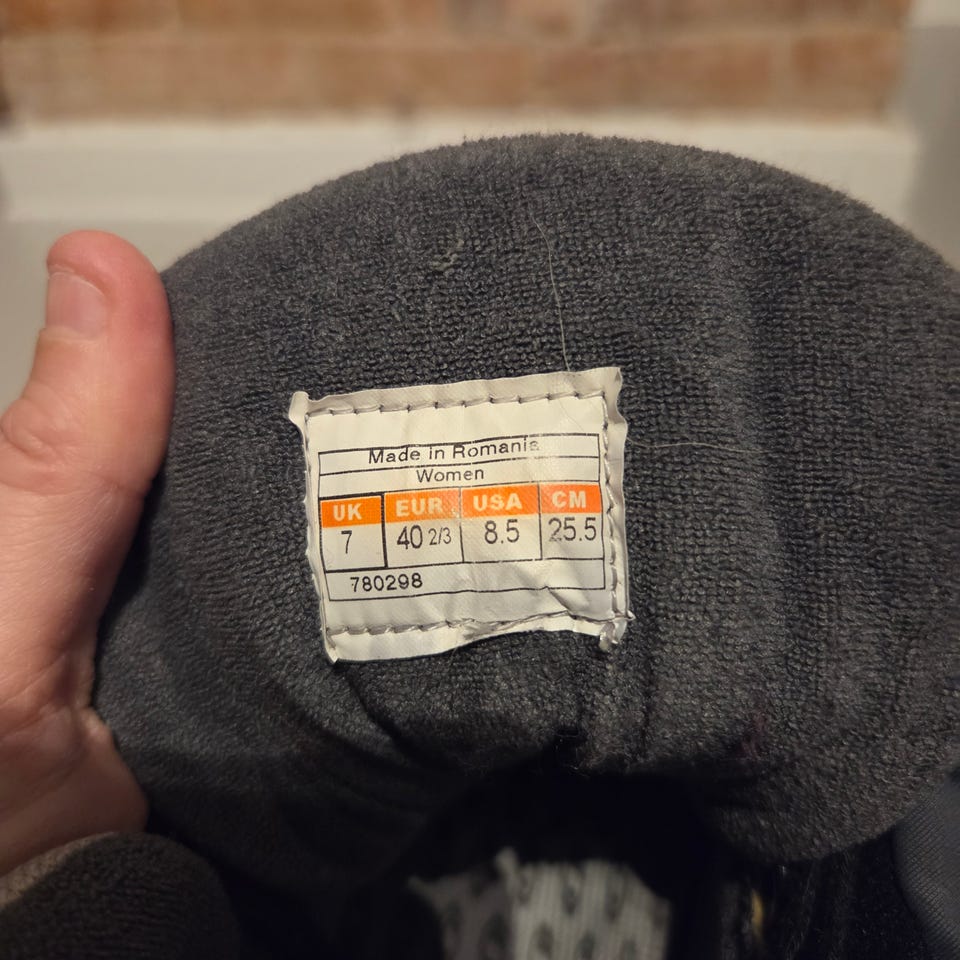 Made in Romania
Women
UK EUR USA CM
7 40 2/3 8.5 25.5
780298